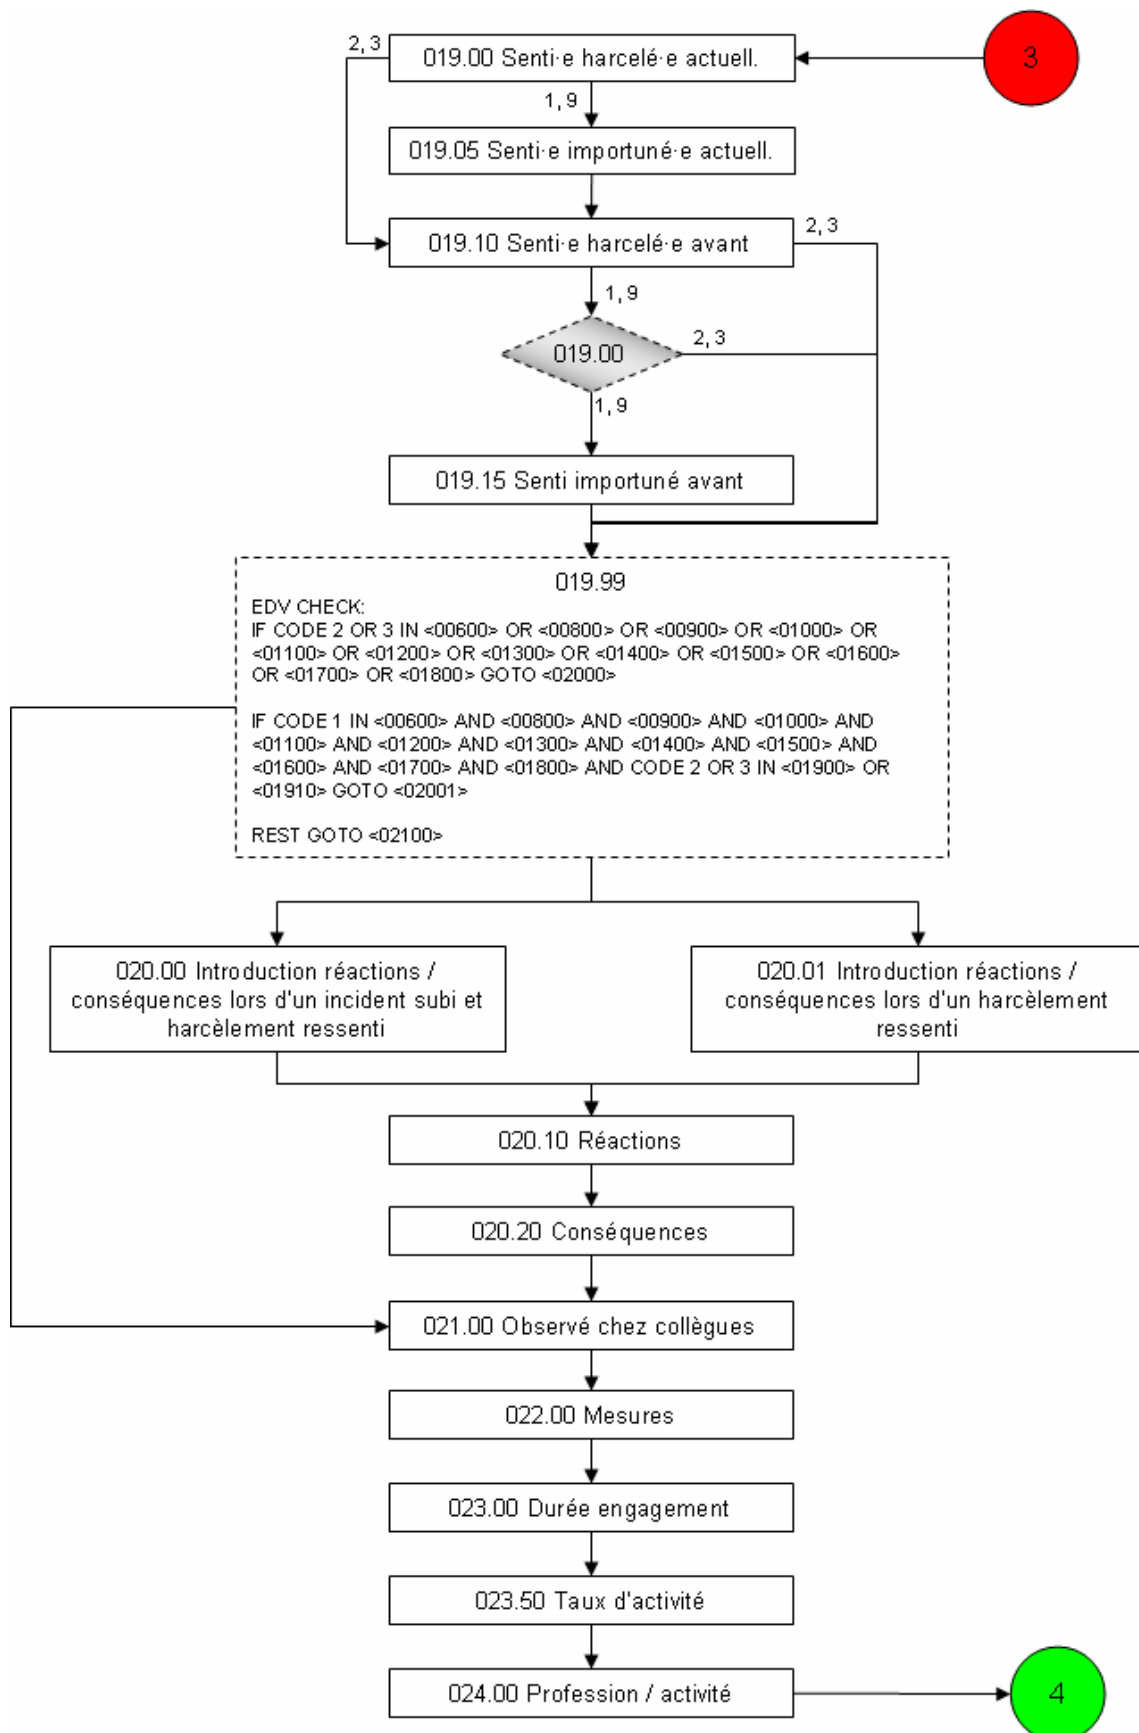 2, 3
019.00 Senti·e harcelé·e actuell.
3
1, 9
019.05 Senti·e importuné·e actuell.
019.10 Senti·e harcelé·e avant
2, 3
1, 9
019.00
2, 3
1, 9
019.15 Senti importuné avant
019.99
EDV CHECK:
IF CODE 2 OR 3 IN <00600> OR <00800> OR <00900> OR <01000> OR
<01100> OR <01200> OR <01300> OR <01400> OR <01500> OR <01600>
OR <01700> OR <01800> GOTO <02000>
IF CODE 1 IN <00600> AND <00800> AND <00900> AND <01000> AND
<01100> AND <01200> AND <01300> AND <01400> AND <01500> AND
<01600> AND <01700> AND <01800> AND CODE 2 OR 3 IN <01900> OR
<01910> GOTO <02001>
REST GOTO <02100>
020.00 Introduction réactions /
conséquences lors d'un incident subi et
harcèlement ressenti
020.01 Introduction réactions /
conséquences lors d'un harcèlement
ressenti
020.10 Réactions
020.20 Conséquences
021.00 Observé chez collègues
022.00 Mesures
023.00 Durée engagement
023.50 Taux d'activité
024.00 Profession / activité
4